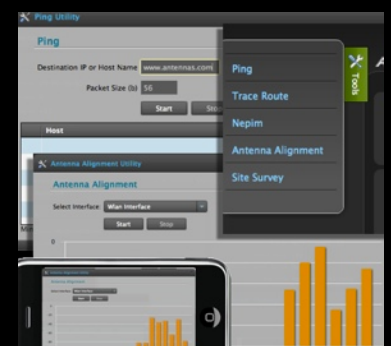 Ping Utility
Ping
Destination IP or Host Name www.antennas.com
Packet Size (b) 56
Start Stop
Host
Ping
Trace Route
Nepim
Antenna Alignment
Site Survey
Tools
A
Antenna Alignment Utility
Antenna Alignment
Select Interface: Wlan Interface
Start Stop
0